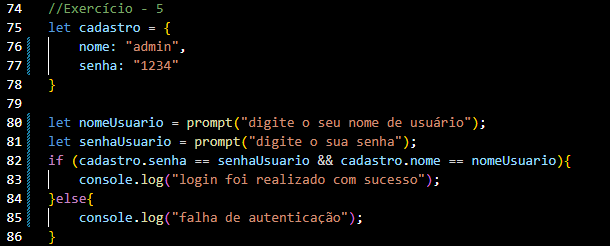 74 //Exercício - 5
75 let cadastro = {
76 nome: "admin",
77 senha: "1234"
78 }
79
80 let nomeUsuario = prompt("digite o seu nome de usuário");
81 let senhaUsuario = prompt("digite o sua senha");
82 if (cadastro.senha == senhaUsuario && cadastro.nome == nomeUsuario){
83 console.log("login foi realizado com sucesso");
84 }else{
85 console.log("falha de autenticação");
86 }